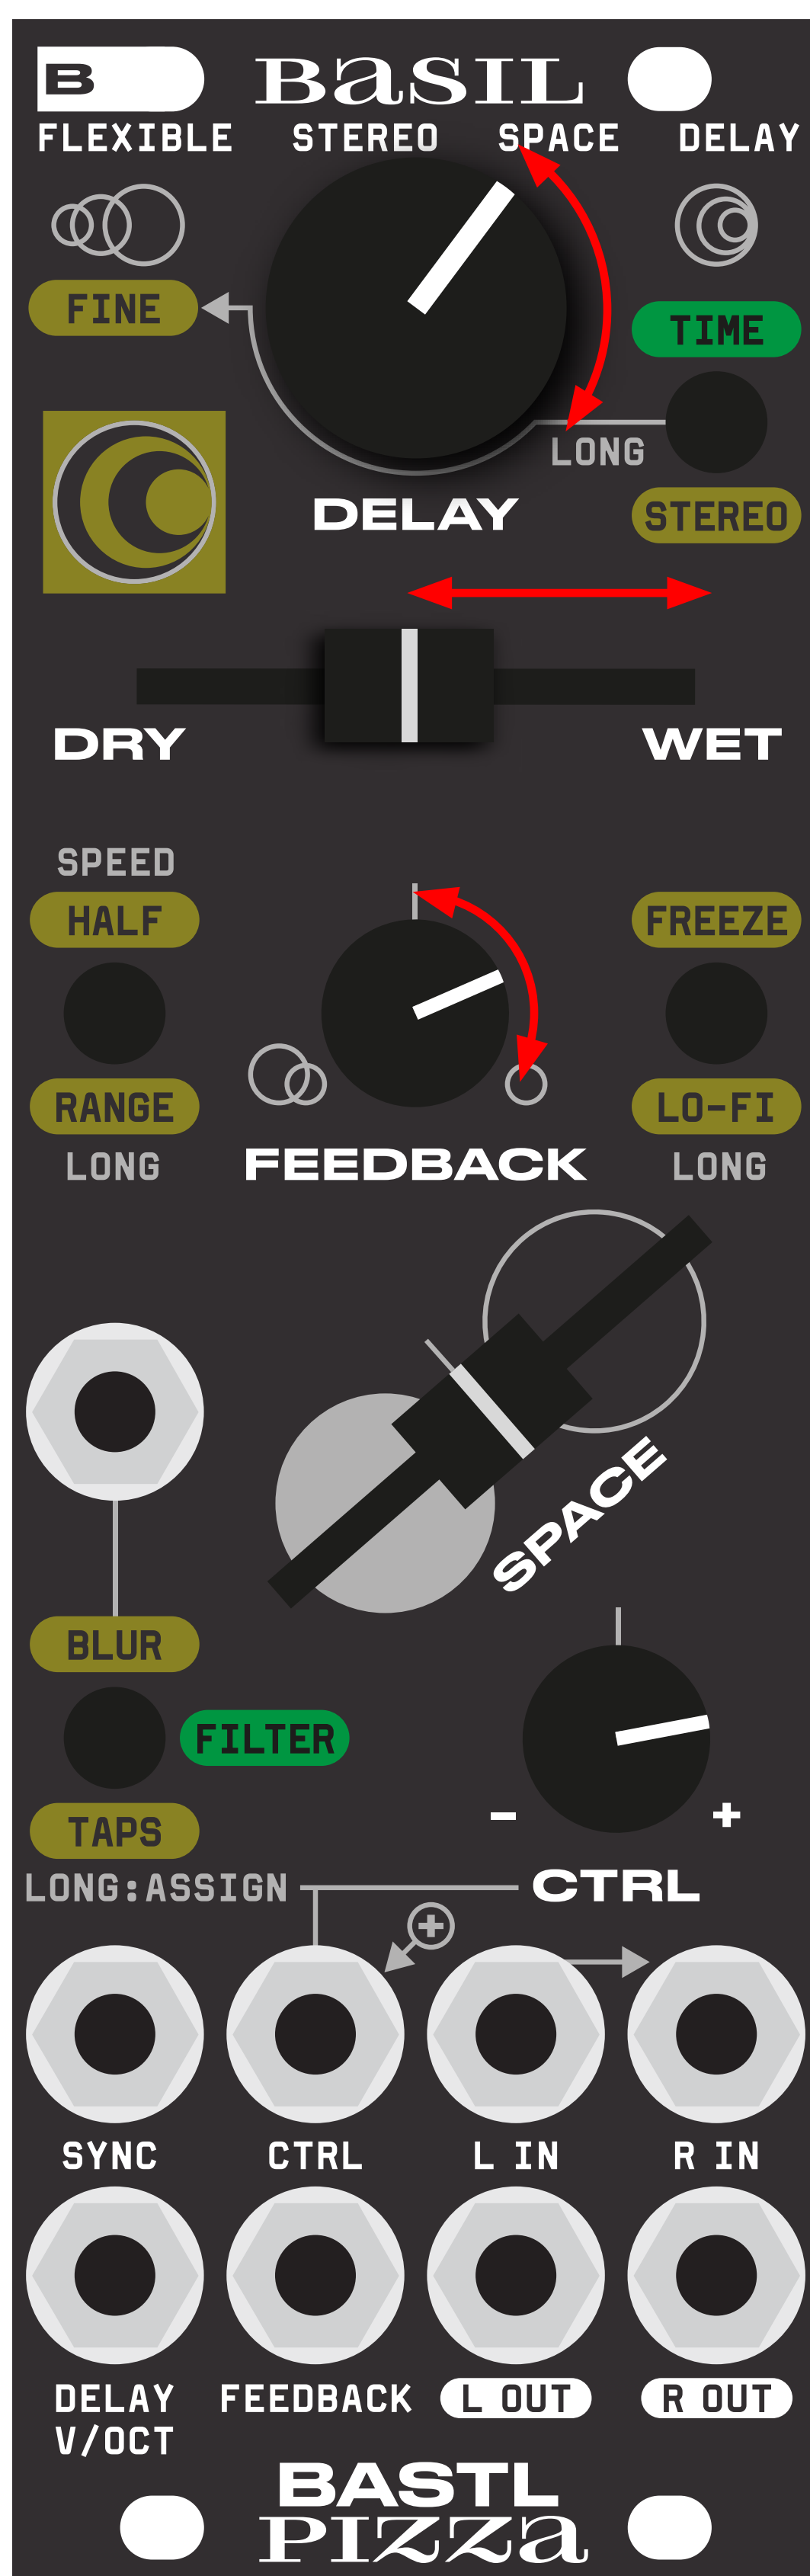 B BaSIL
FLEXIBLE STEREO SPACE DELAY
FINE
TIME
LONG
DELAY
STEREO
DRY WET
SPEED
HALF FREEZE
RANGE LO-FI
LONG FEEDBACK LONG
SPACE
BLUR
FILTER
- +
TAPS
LONG:ASSIGN CTRL
+
SYNC CTRL L IN R IN
DELAY FEEDBACK L OUT R OUT
V/OCT
BASTL
PIZZa